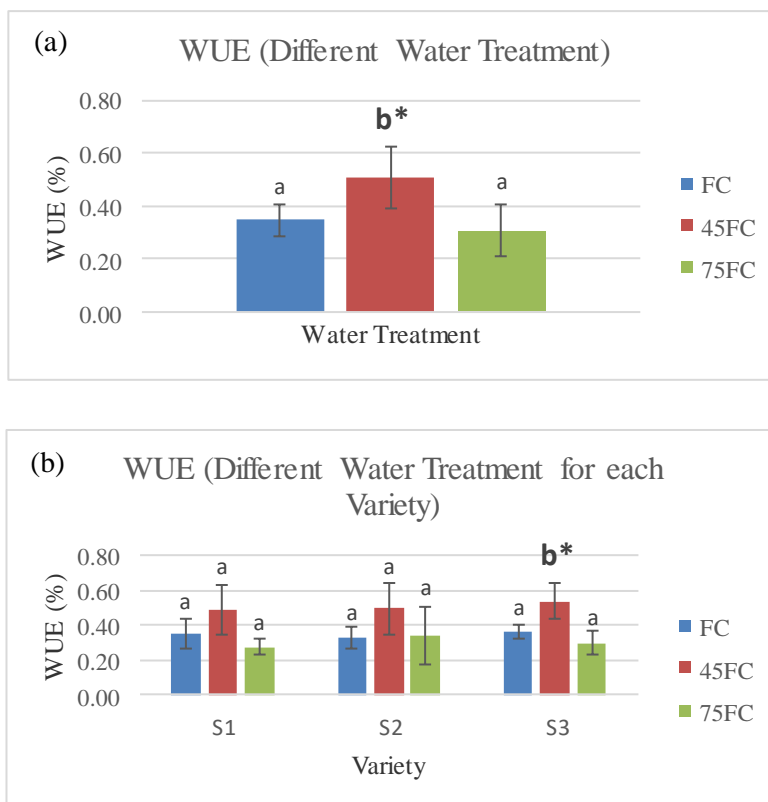 (a)
WUE (Different Water Treatment)
0.80
0.60
0.40
0.20
0.00
WUE (%)
a
b*
a
Water Treatment
FC
45FC
75FC
(b)
WUE (Different Water Treatment for each
Variety)
0.80
0.60
0.40
0.20
0.00
WUE (%)
a
a
a
a
a
a
a
b*
a
S1
S2
S3
Variety
FC
45FC
75FC